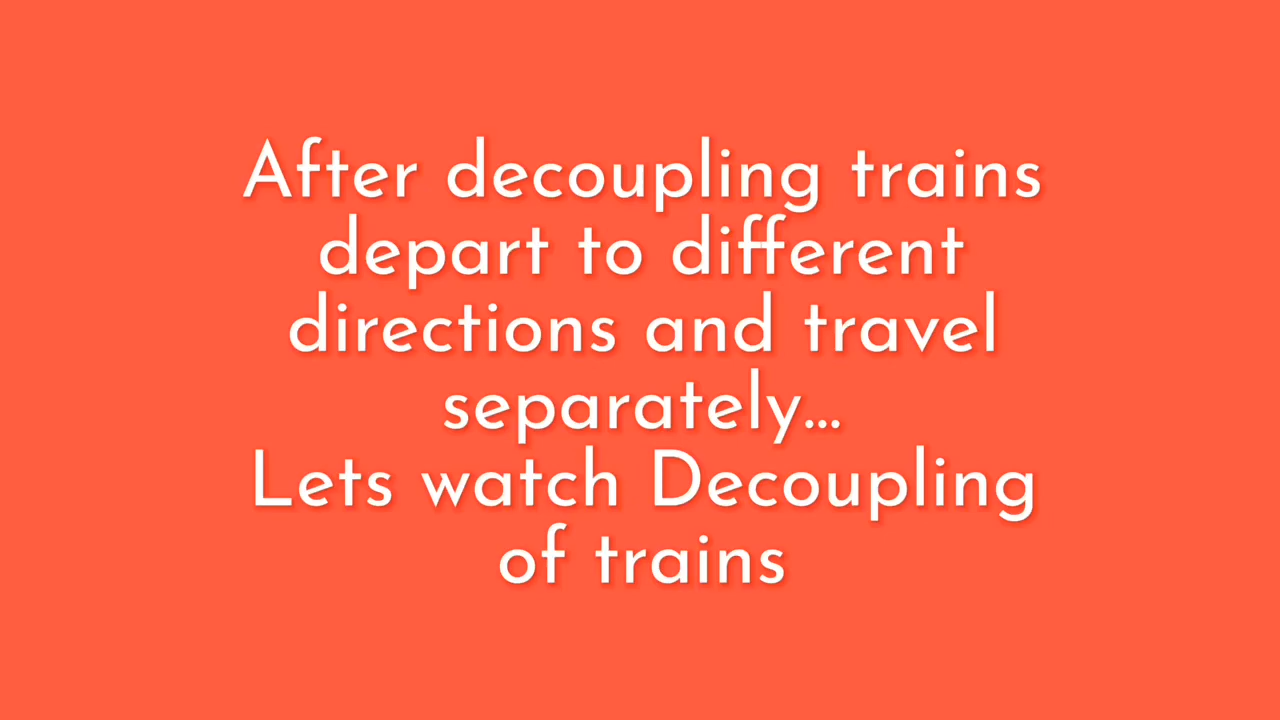 After decoupling trains
depart to different
directions and travel
separately...
Lets watch Decoupling
of trains